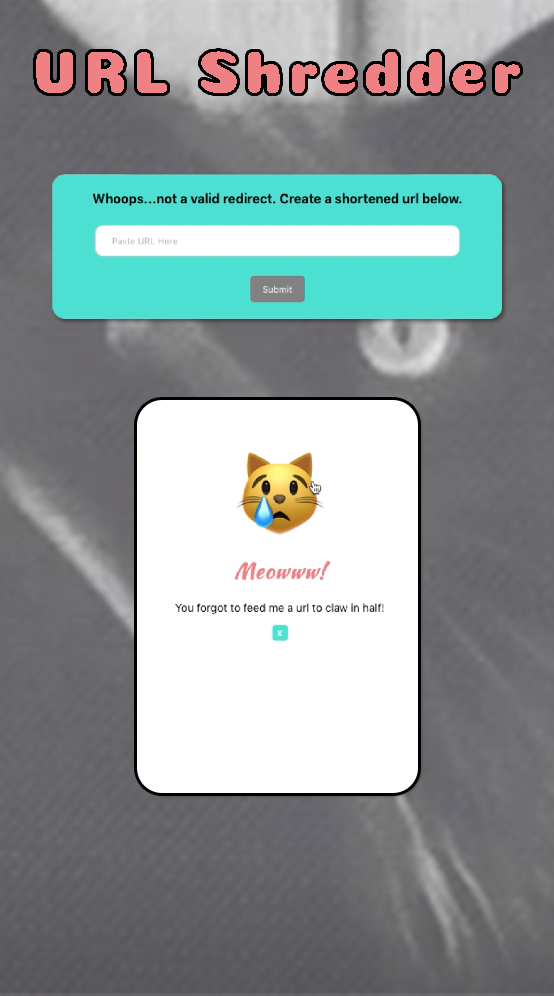 URL Shredder
Whoops...not a valid redirect. Create a shortened url below.
Paste URL Here
Submit
Meowww!
You forgot to feed me a url to claw in half!
x